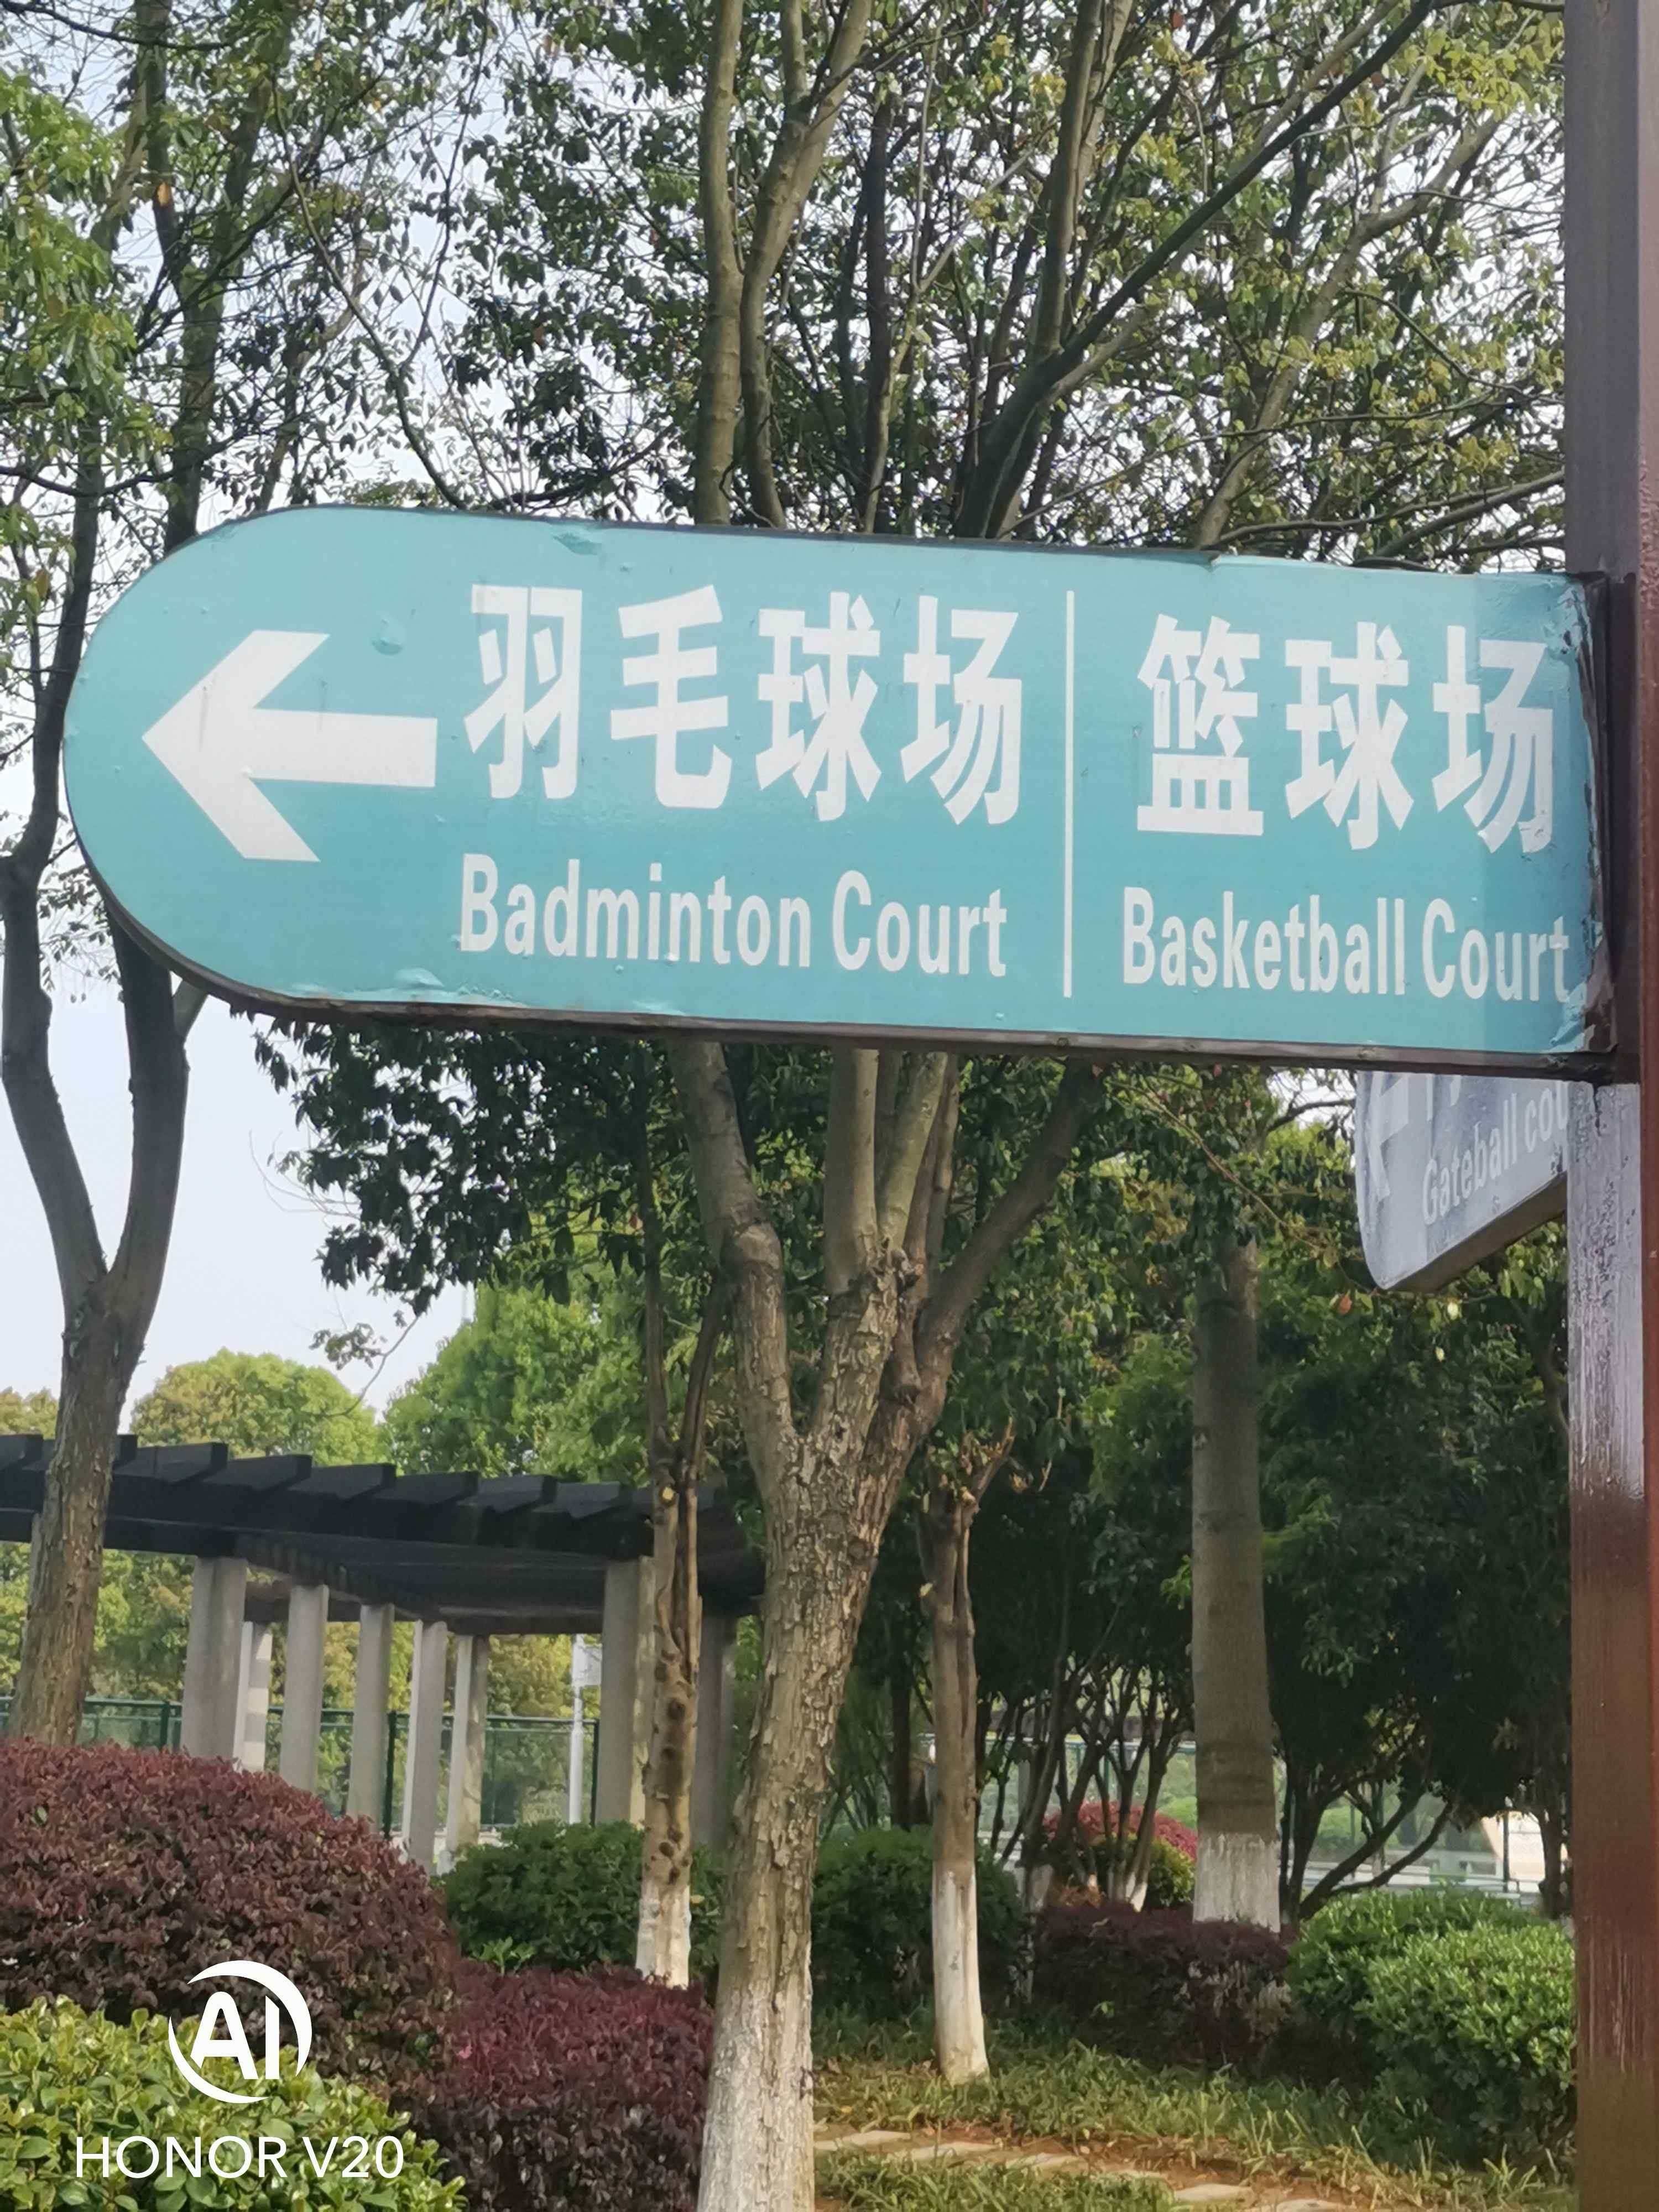 羽毛球场 篮球场
Badminton Court Basketball Court
Gateball
AI
HONOR V20